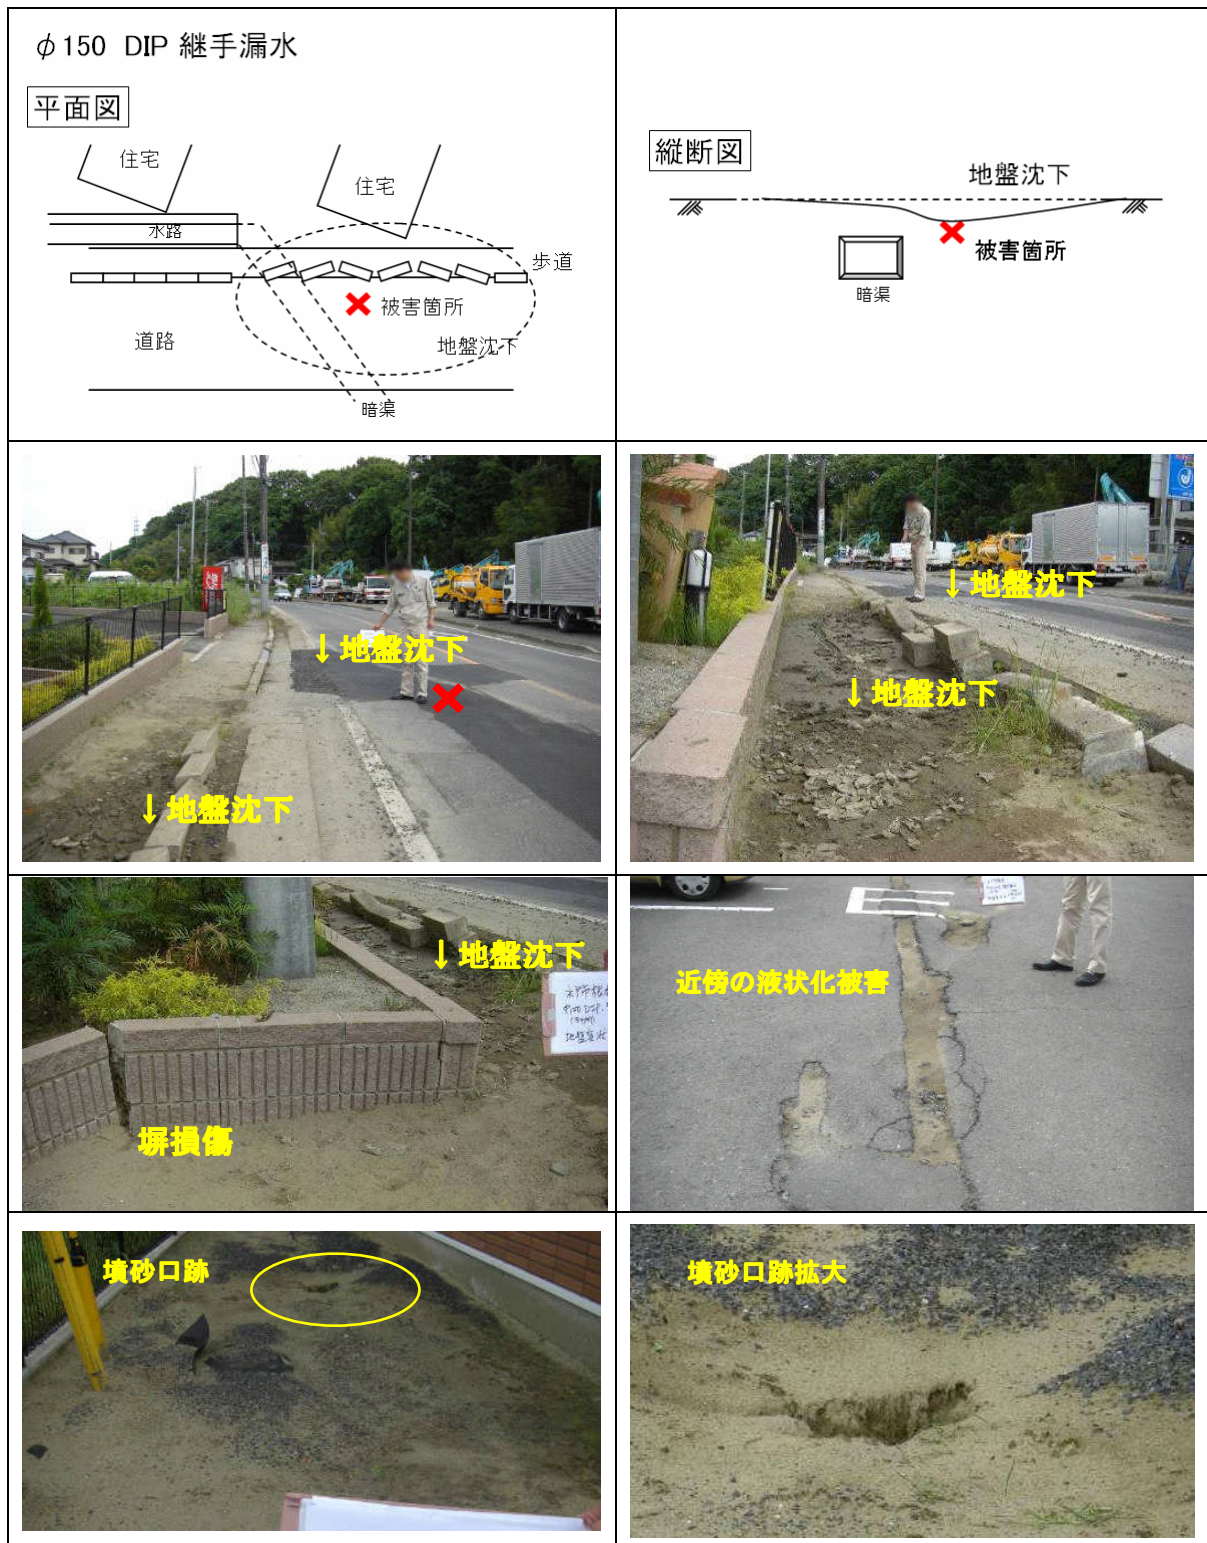 φ150 DIP 継手漏水
平面図
住宅
住宅
水路
歩道
被害箇所
道路
地盤沈下
暗渠
縦断図
地盤沈下
被害箇所
暗渠
↓地盤沈下
↓地盤沈下
↓地盤沈下
↓地盤沈下
↓地盤沈下
塀損傷
近傍の液状化被害
墳砂口跡
墳砂口跡拡大